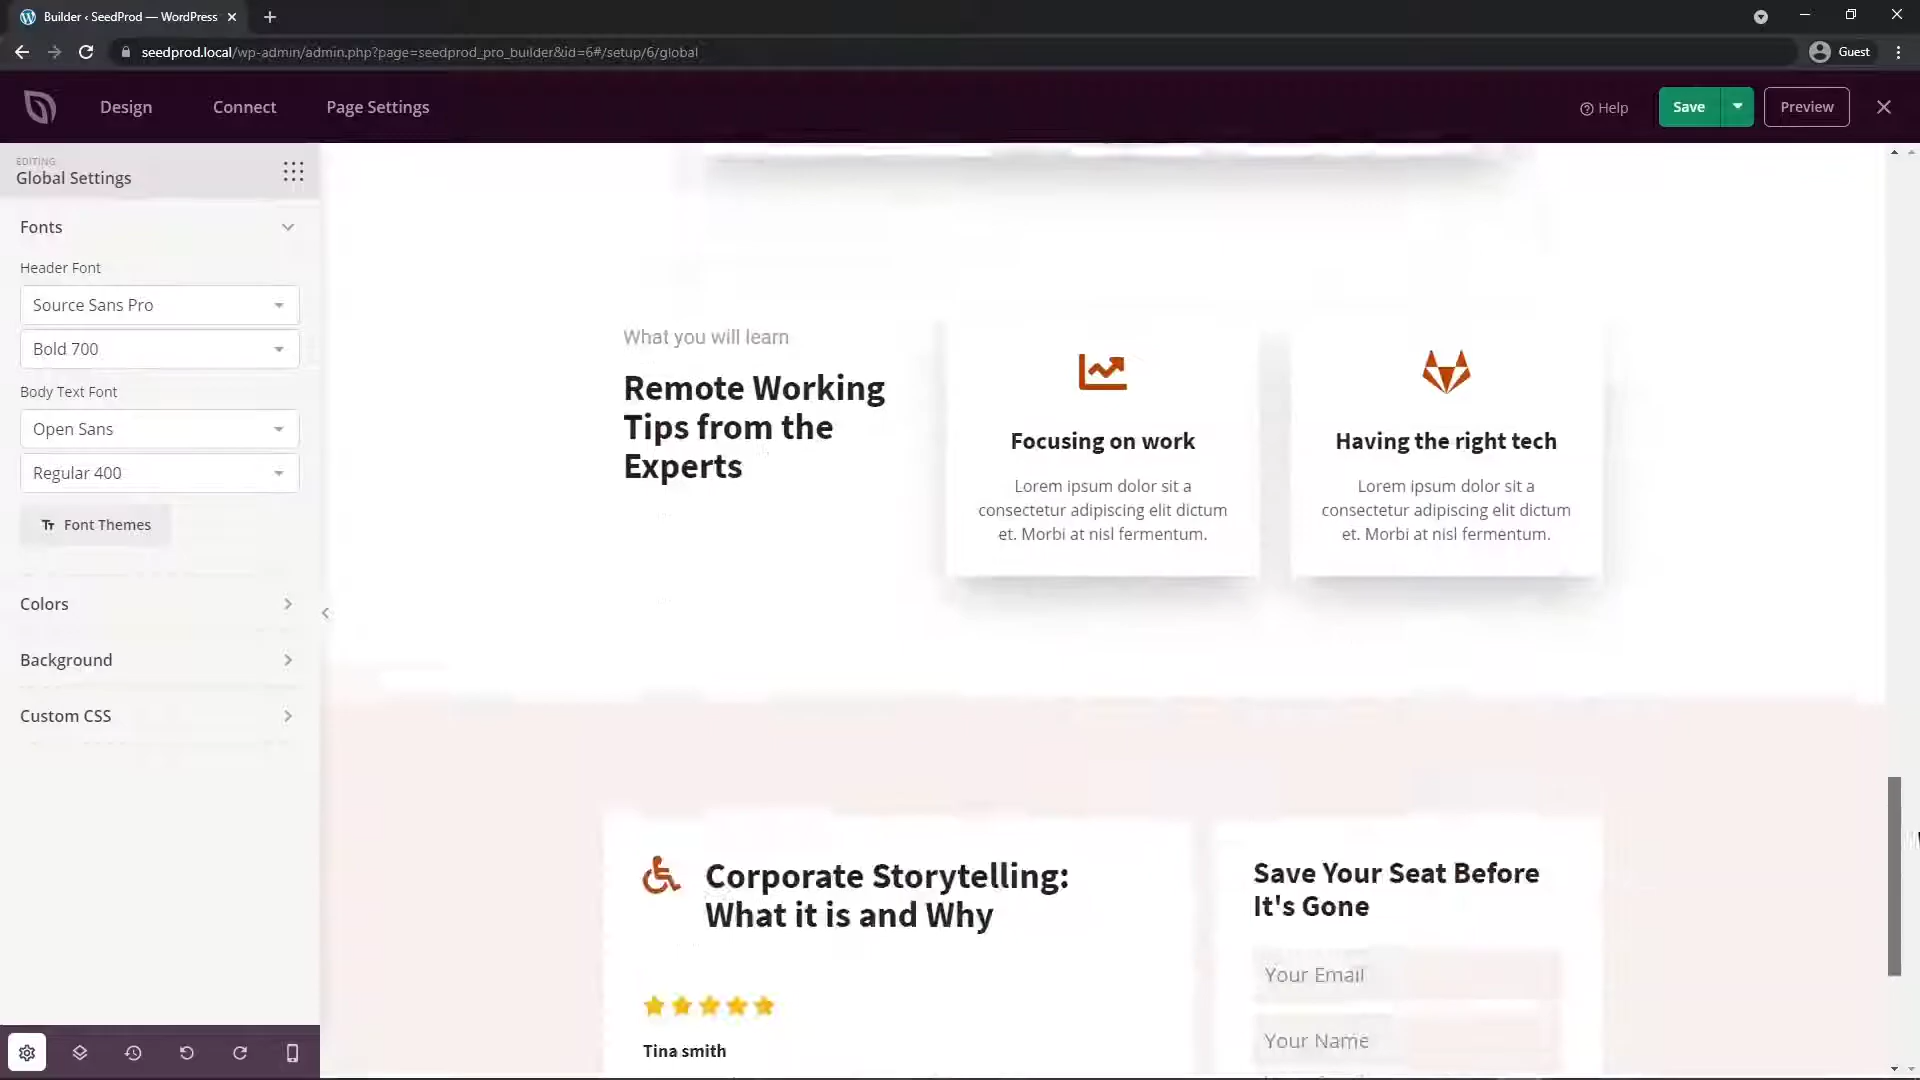 Builder ‹ SeedProd — WordPress
seedprod.local/wp-admin/admin.php?page=seedprod_pro_builder&id=6#/setup/6/global
Guest
Design
Connect
Page Settings
Help
Save
Preview
EDITING
Global Settings
Fonts
Header Font
Source Sans Pro
Bold 700
Body Text Font
Open Sans
Regular 400
Font Themes
Colors
Background
Custom CSS
What you will learn
Remote Working
Tips from the
Experts
Focusing on work
Lorem ipsum dolor sit a
consectetur adipiscing elit dictum
et. Morbi at nisl fermentum.
Having the right tech
Lorem ipsum dolor sit a
consectetur adipiscing elit dictum
et. Morbi at nisl fermentum.
Corporate Storytelling:
What it is and Why
Tina smith
Save Your Seat Before
It's Gone
Your Email
Your Name